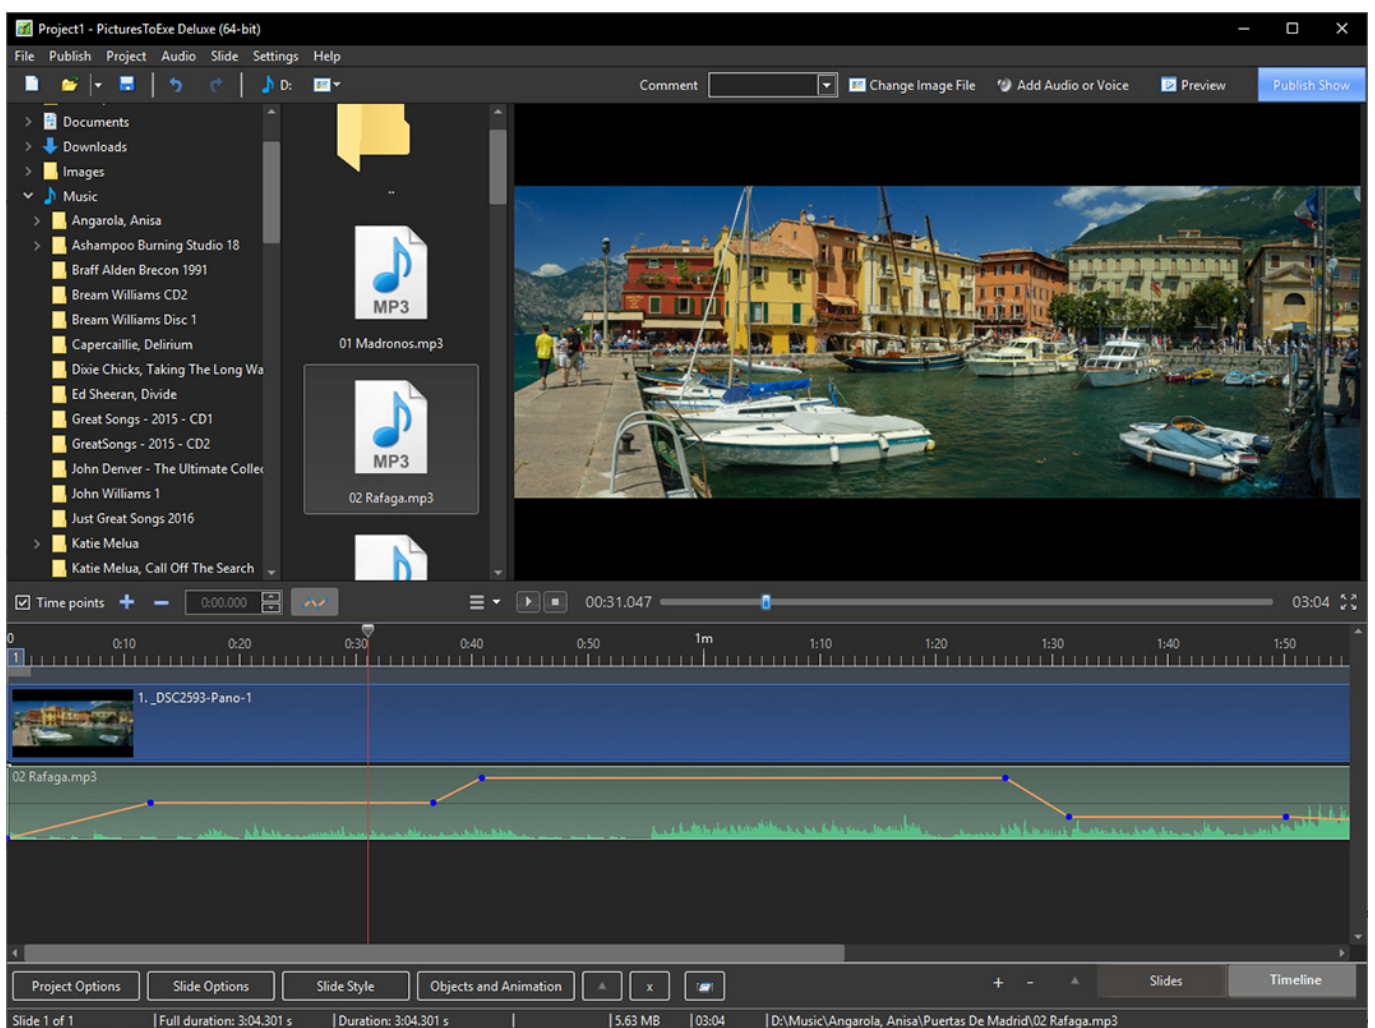 Project1 - PicturesToExe Deluxe (64-bit)
File Publish Project Audio Slide Settings Help
D:
Comment
Change Image File
Add Audio or Voice
Preview
Publish Show
Documents
Downloads
Images
Music
Angarola, Anisa
Ashampoo Burning Studio 18
Braff Alden Brecon 1991
Bream Williams CD2
Bream Williams Disc 1
Capercaillie, Delirium
Dixie Chicks, Taking The Long Wa
Ed Sheeran, Divide
Great Songs - 2015 - CD1
GreatSongs - 2015 - CD2
John Denver - The Ultimate Collec
John Williams 1
Just Great Songs 2016
Katie Melua
Katie Melua, Call Off The Search
..
MP3
01 Madronos.mp3
MP3
02 Rafaga.mp3
Time points
0:00.000
00:31.047
03:04
0 0:10 0:20 0:30 0:40 0:50 1m 1:10 1:20 1:30 1:40 1:50
1
1. _DSC2593-Pano-1
02 Rafaga.mp3
Project Options
Slide Options
Slide Style
Objects and Animation
x
+ -
Slides
Timeline
Slide 1 of 1 |Full duration: 3:04.301 s |Duration: 3:04.301 s | |5.63 MB |03:04 |D:\Music\Angarola, Anisa\Puertas De Madrid\02 Rafaga.mp3